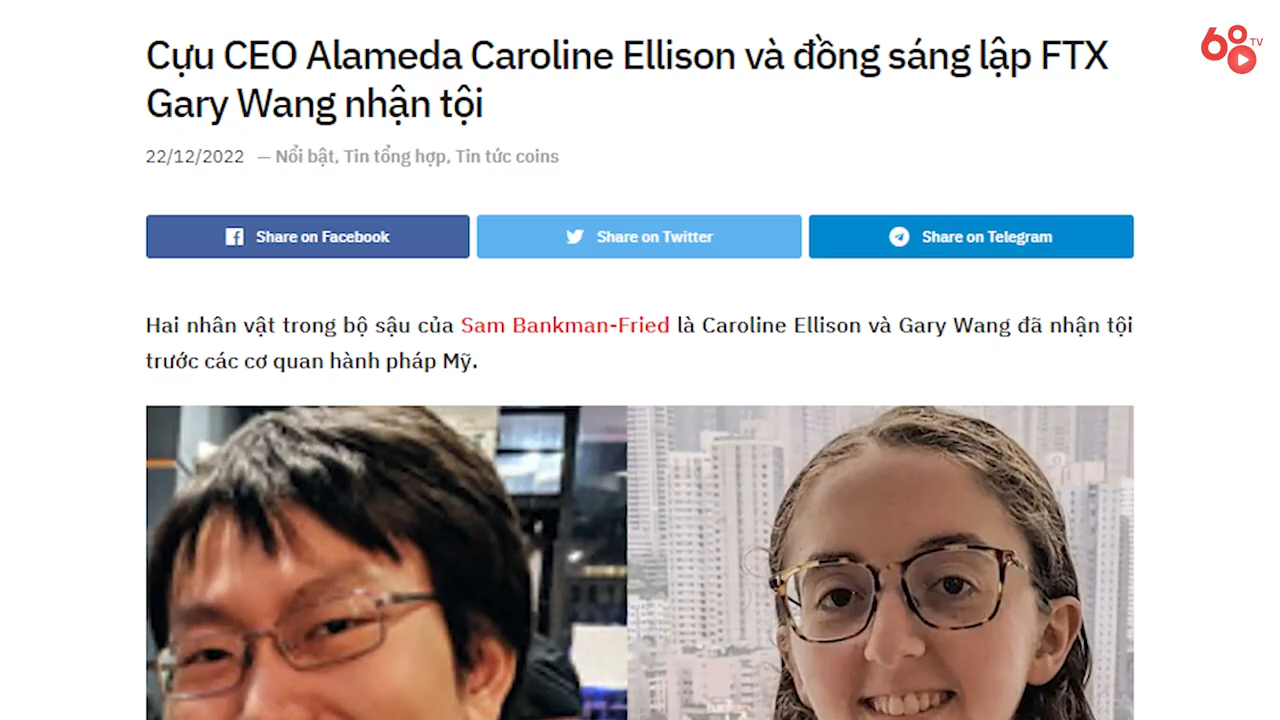 Cựu CEO Alameda Caroline Ellison và đồng sáng lập FTX
Gary Wang nhận tội
60 TV
22/12/2022 — Nổi bật, Tin tổng hợp, Tin tức coins
Share on Facebook
Share on Twitter
Share on Telegram
Hai nhân vật trong bộ sậu của Sam Bankman-Fried là Caroline Ellison và Gary Wang đã nhận tội
trước các cơ quan hành pháp Mỹ.